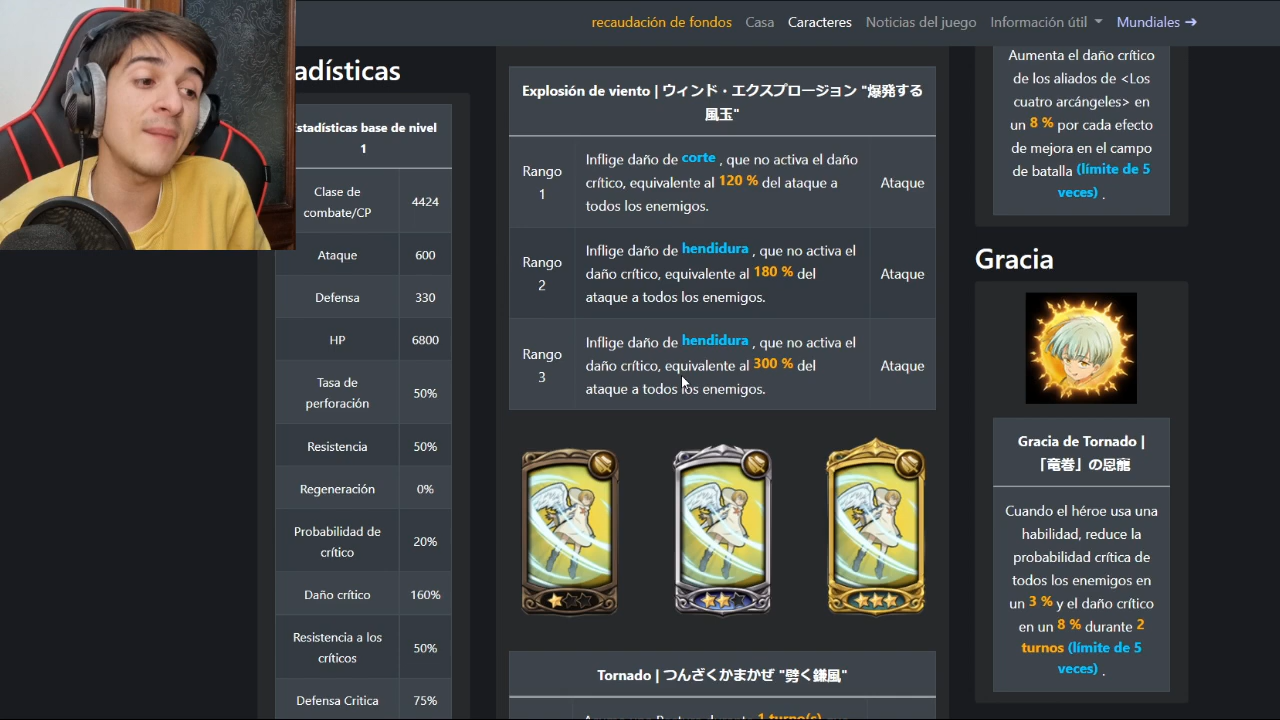 recaudación de fondos Casa Caracteres Noticias del juego Información útil Mundiales →
adísticas
Estadísticas base de nivel
1
Clase de
combate/CP
4424
Ataque 600
Defensa 330
HP 6800
Tasa de
perforación
50%
Resistencia 50%
Regeneración 0%
Probabilidad de
crítico
20%
Daño crítico 160%
Resistencia a los
críticos
50%
Defensa Critica 75%
Explosión de viento | ウィンド・エクスプロージョン "爆発する
風玉"
Rango
1
Inflige daño de corte , que no activa el daño
crítico, equivalente al 120 % del ataque a
todos los enemigos.
Ataque
Rango
2
Inflige daño de hendidura , que no activa el
daño crítico, equivalente al 180 % del
ataque a todos los enemigos.
Ataque
Rango
3
Inflige daño de hendidura , que no activa el
daño crítico, equivalente al 300 % del
ataque a todos los enemigos.
Ataque
Tornado | つんざくかまかぜ "劈く鎌風"
1 turno(s)
Aumenta el daño crítico
de los aliados de <Los
cuatro arcángeles> en
un 8 % por cada efecto
de mejora en el campo
de batalla (límite de 5
veces) .
Gracia
Gracia de Tornado |
「竜巻」の恩寵
Cuando el héroe usa una
habilidad, reduce la
probabilidad crítica de
todos los enemigos en
un 3 % y el daño crítico
en un 8 % durante 2
turnos (límite de 5
veces) .